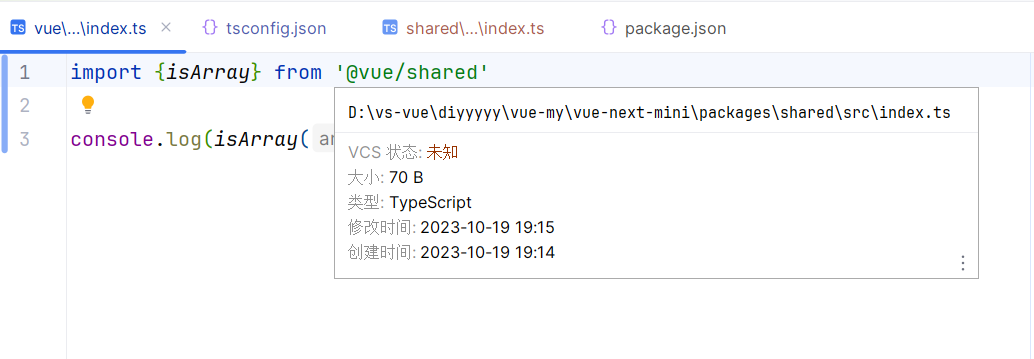 vue\...\index.ts
tsconfig.json
shared\...\index.ts
package.json
1 import {isArray} from '@vue/shared'
2
3 console.log(isArray(
D:\vs-vue\diyyyyy\vue-my\vue-next-mini\packages\shared\src\index.ts
VCS 状态: 未知
大小: 70 B
类型: TypeScript
修改时间: 2023-10-19 19:15
创建时间: 2023-10-19 19:14